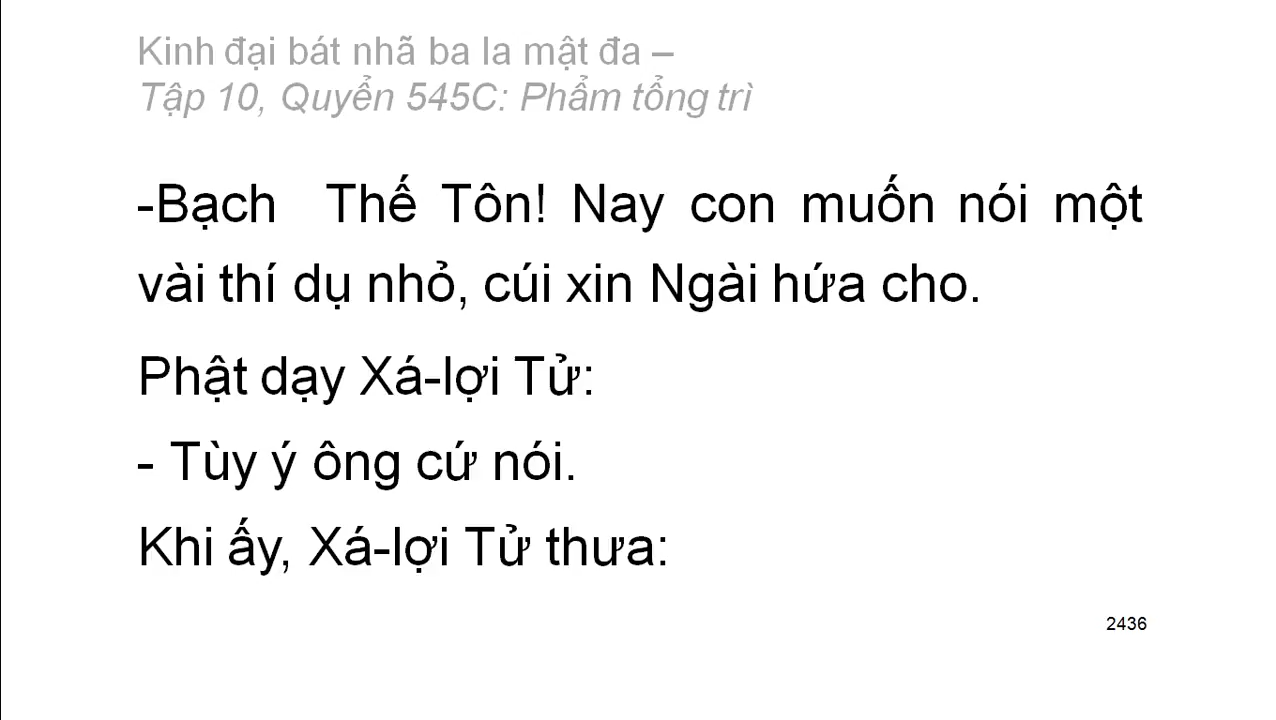 Kinh đại bát nhã ba la mật đa –
Tập 10, Quyển 545C: Phẩm tổng trì
-Bạch Thế Tôn! Nay con muốn nói một
vài thí dụ nhỏ, cúi xin Ngài hứa cho.
Phật dạy Xá-lợi Tử:
- Tùy ý ông cứ nói.
Khi ấy, Xá-lợi Tử thưa:
2436